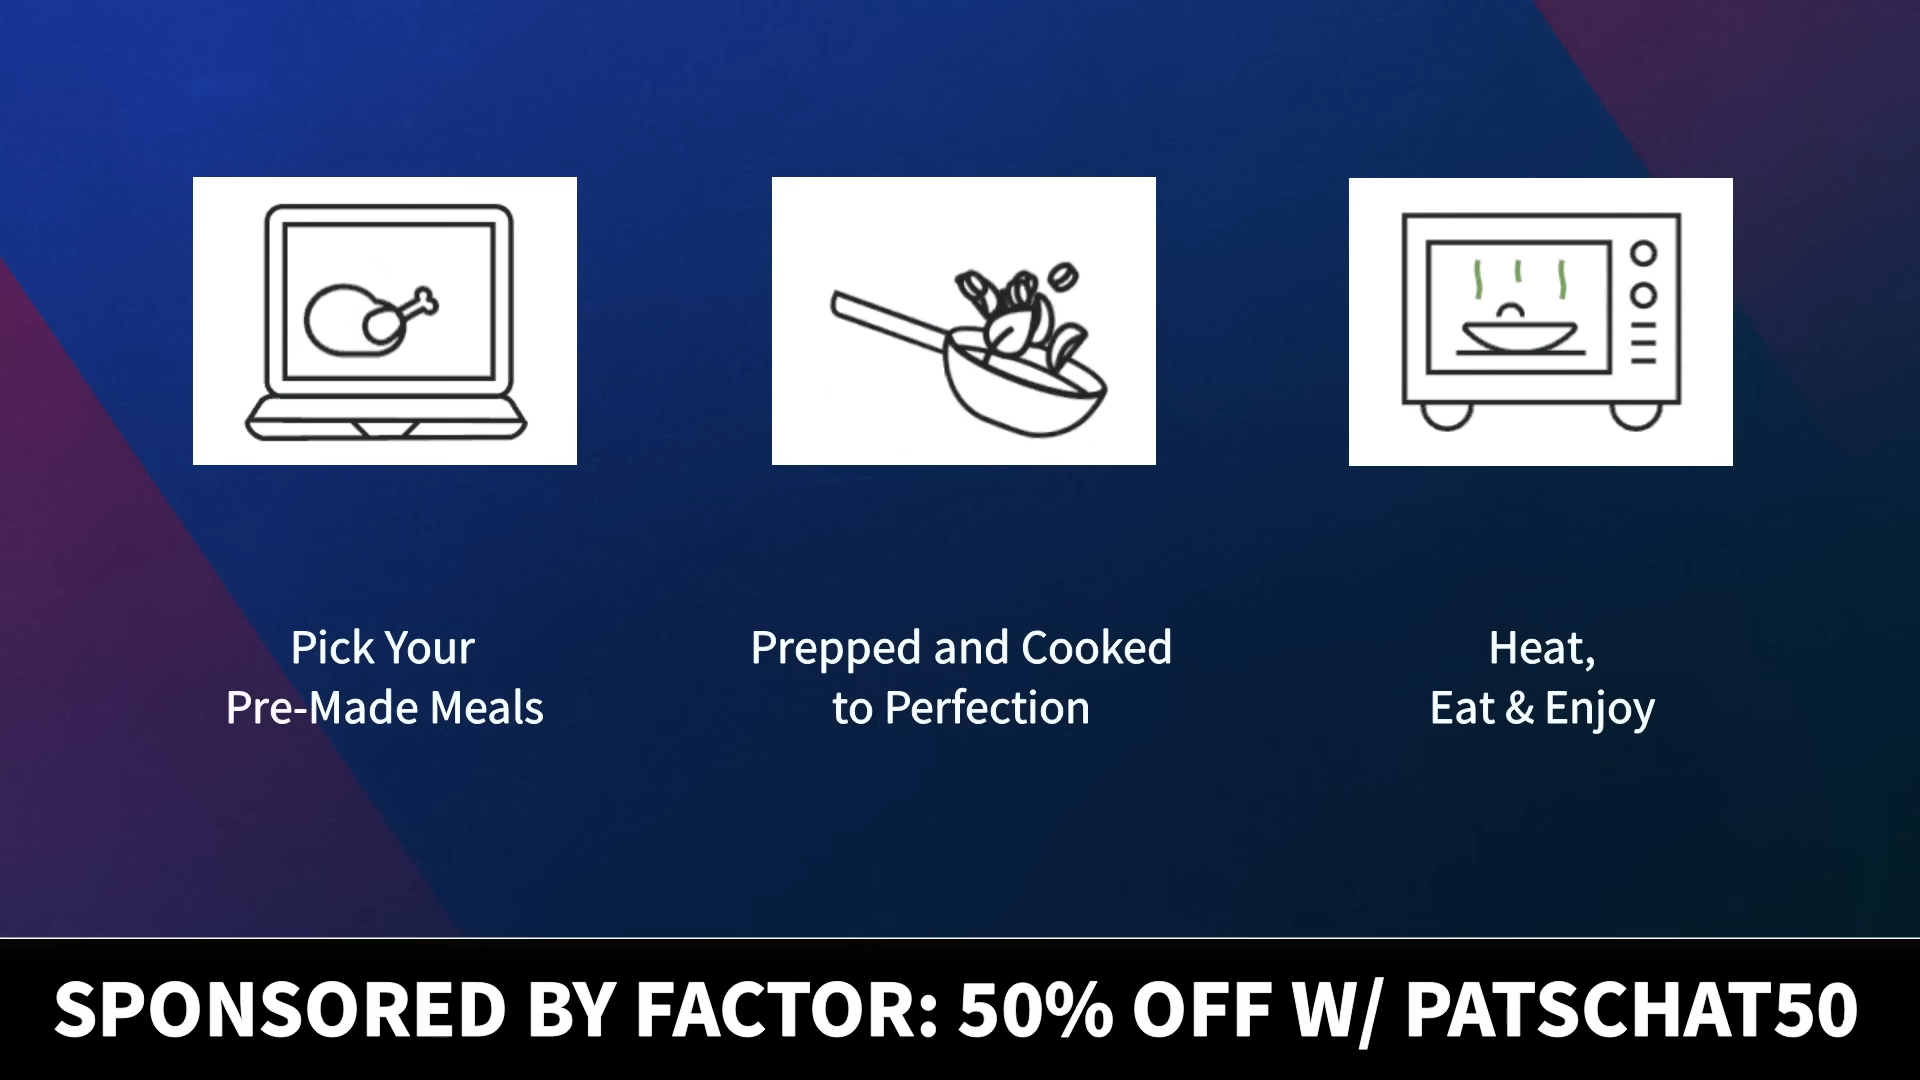 Pick Your
Pre-Made Meals
Prepped and Cooked
to Perfection
Heat,
Eat & Enjoy
SPONSORED BY FACTOR: 50% OFF W/ PATSCHAT50